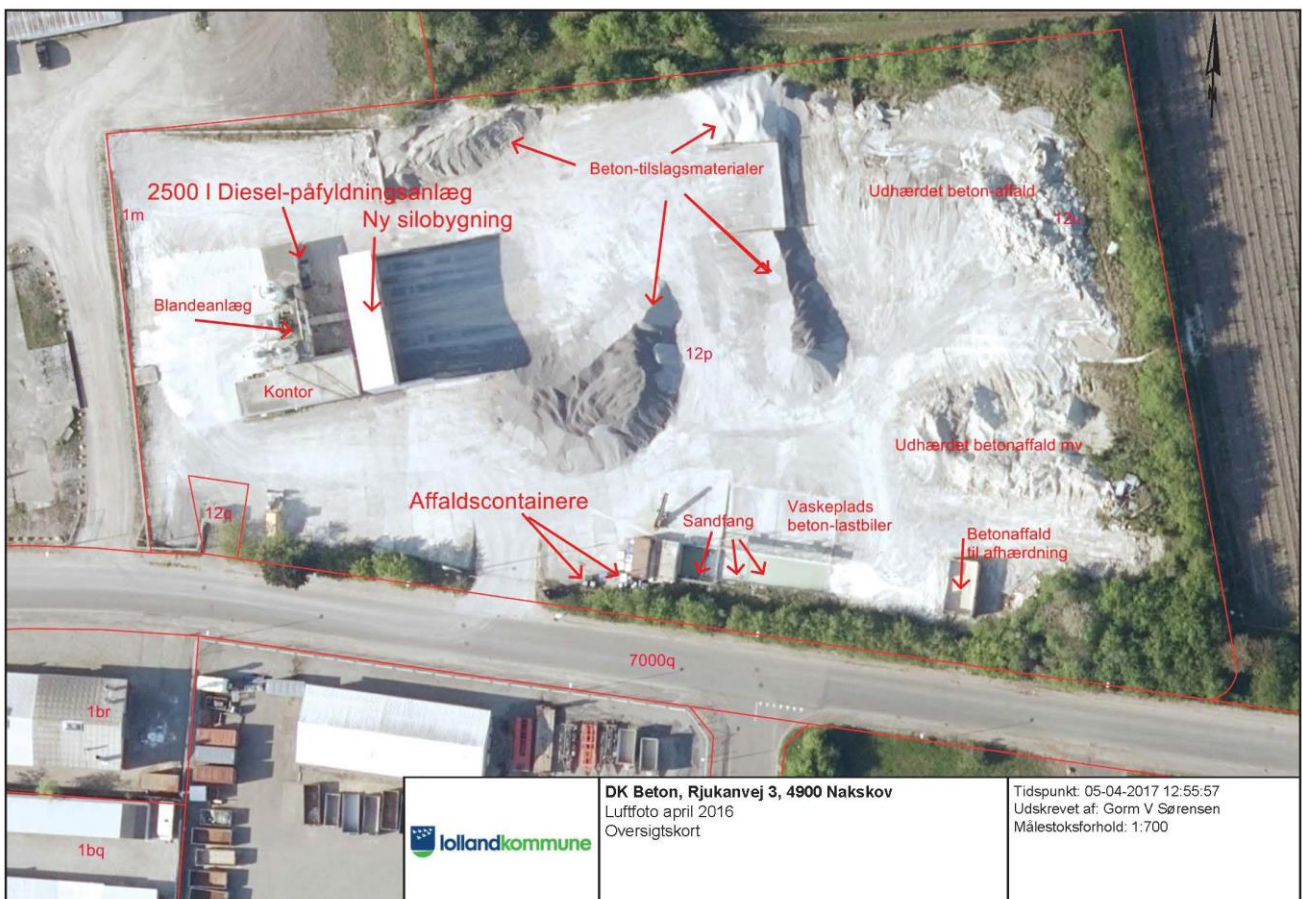 Beton-tilslagsmaterialer
2500 l Diesel-påfyldningsanlæg
Udhærdet beton-affald
1m
Ny silobygning
Blandeanlæg
12p
Kontor
Udhærdet betonaffald mv
Affaldscontainere
12q
Sandfang
Vaskeplads
beton-lastbiler
Betonaffald
til afhærdning
7000q
1br
1bq
lollandkommune
DK Beton, Rjukanvej 3, 4900 Nakskov
Luftfoto april 2016
Oversigtskort
Tidspunkt: 05-04-2017 12:55:57
Udskrevet af: Gorm V Sørensen
Målestoksforhold: 1:700